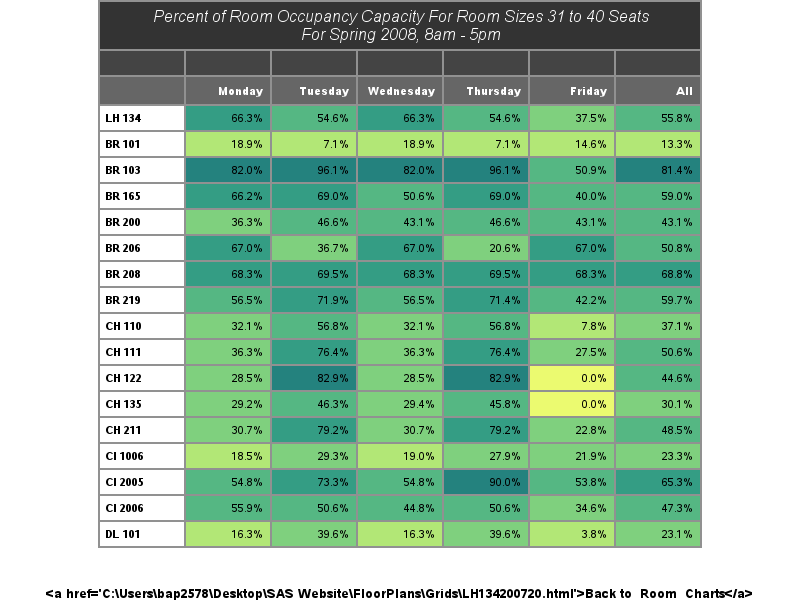 Percent of Room Occupancy Capacity For Room Sizes 31 to 40 Seats
For Spring 2008, 8am - 5pm
Monday Tuesday Wednesday Thursday Friday All
LH 134 66.3% 54.6% 66.3% 54.6% 37.5% 55.8%
BR 101 18.9% 7.1% 18.9% 7.1% 14.6% 13.3%
BR 103 82.0% 96.1% 82.0% 96.1% 50.9% 81.4%
BR 165 66.2% 69.0% 50.6% 69.0% 40.0% 59.0%
BR 200 36.3% 46.6% 43.1% 46.6% 43.1% 43.1%
BR 206 67.0% 36.7% 67.0% 20.6% 67.0% 50.8%
BR 208 68.3% 69.5% 68.3% 69.5% 68.3% 68.8%
BR 219 56.5% 71.9% 56.5% 71.4% 42.2% 59.7%
CH 110 32.1% 56.8% 32.1% 56.8% 7.8% 37.1%
CH 111 36.3% 76.4% 36.3% 76.4% 27.5% 50.6%
CH 122 28.5% 82.9% 28.5% 82.9% 0.0% 44.6%
CH 135 29.2% 46.3% 29.4% 45.8% 0.0% 30.1%
CH 211 30.7% 79.2% 30.7% 79.2% 22.8% 48.5%
CI 1006 18.5% 29.3% 19.0% 27.9% 21.9% 23.3%
CI 2005 54.8% 73.3% 54.8% 90.0% 53.8% 65.3%
CI 2006 55.9% 50.6% 44.8% 50.6% 34.6% 47.3%
DL 101 16.3% 39.6% 16.3% 39.6% 3.8% 23.1%
<a href='C:\Users\bap2578\Desktop\SAS Website\FloorPlans\Grids\LH134200720.html'>Back to Room Charts</a>